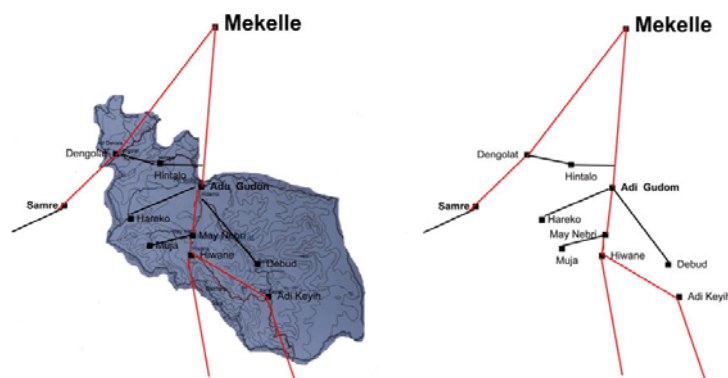 Mekelle
Dengolat
Hintalo
Adu Gudon
Samre
Hareko
May Nebri
Muja
Hiwane
Debud
Adi Keyih
Mekelle
Dengolat
Hintalo
Adi Gudom
Samre
Hareko
May Nebri
Muja
Hiwane
Debud
Adi Keyih